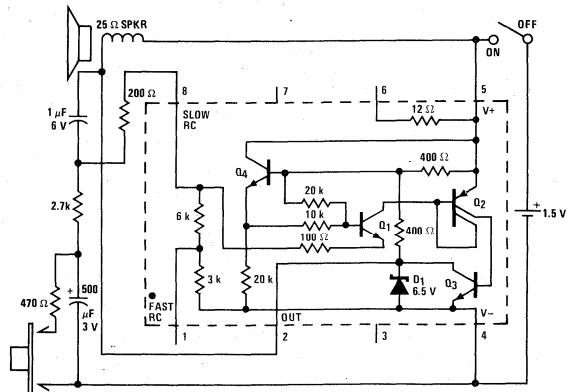 25 Ω SPKR
OFF
ON
200 Ω
8
7
6
5
SLOW
RC
12 Ω
V+
1 µF
6 V
Q4
400 Ω
20 k
Q2
2.7k
6 k
10 k
Q1
100 Ω
400 Ω
+
1.5 V
470 Ω
+
500
µF
3 V
3 k
20 k
D1
6.5 V
Q3
FAST
RC
OUT
V−
1
2
3
4